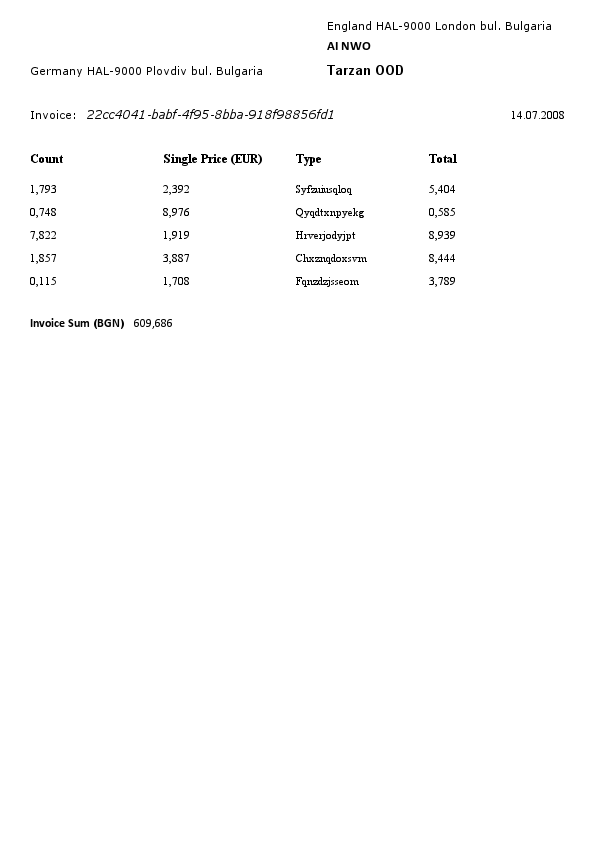 England HAL-9000 London bul. Bulgaria
AI NWO
Germany HAL-9000 Plovdiv bul. Bulgaria Tarzan OOD
Invoice: 22cc4041-babf-4f95-8bba-918f98856fd1 14.07.2008
Count Single Price (EUR) Type Total
1,793 2,392 Syfzuiusqloq 5,404
0,748 8,976 Qyqdtxnpyekg 0,585
7,822 1,919 Hrverjodyjpt 8,939
1,857 3,887 Chxznqdoxsvm 8,444
0,115 1,708 Fqnzdzjsseom 3,789
Invoice Sum (BGN) 609,686